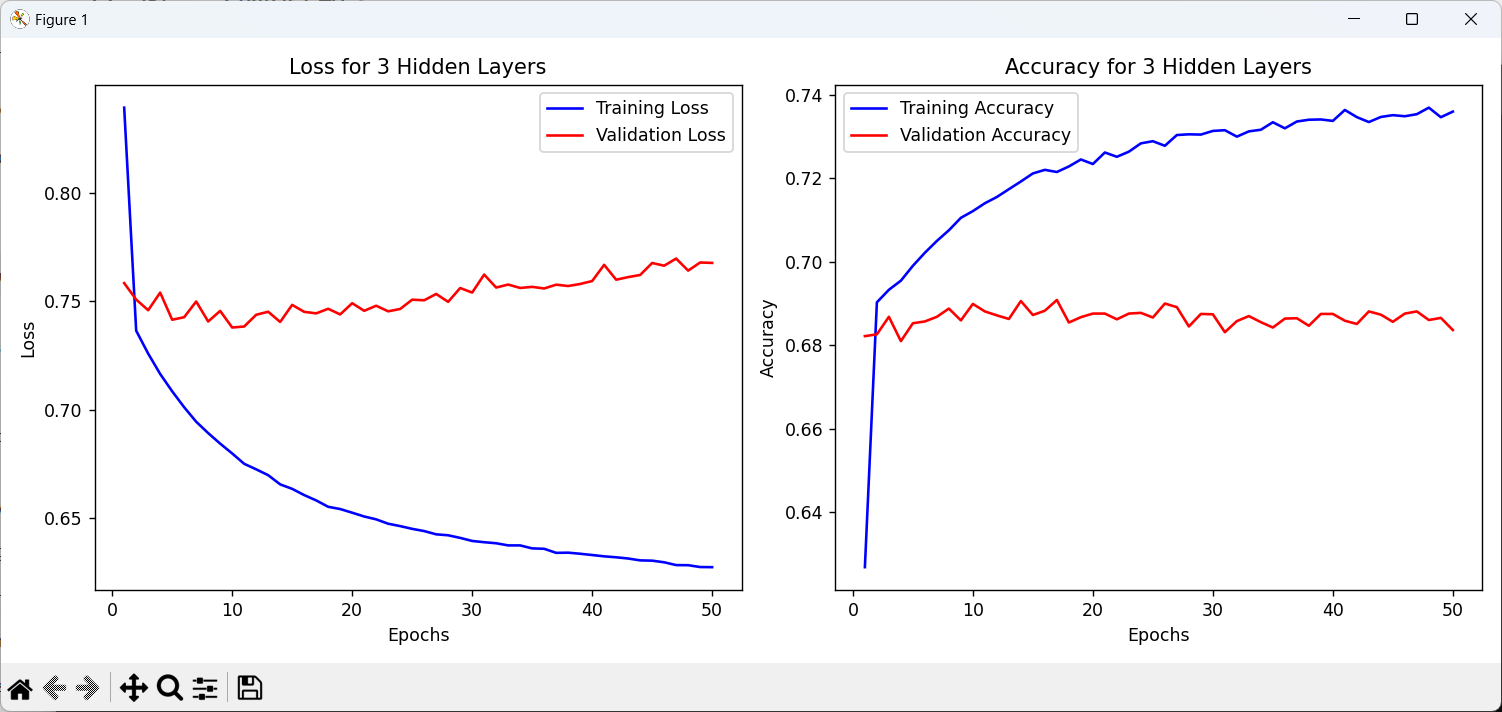 Figure 1
Loss for 3 Hidden Layers
Training Loss
Validation Loss
0.80
0.75
0.70
0.65
Loss
0 10 20 30 40 50
Epochs
Accuracy for 3 Hidden Layers
Training Accuracy
Validation Accuracy
0.74
0.72
0.70
0.68
0.66
0.64
Accuracy
0 10 20 30 40 50
Epochs